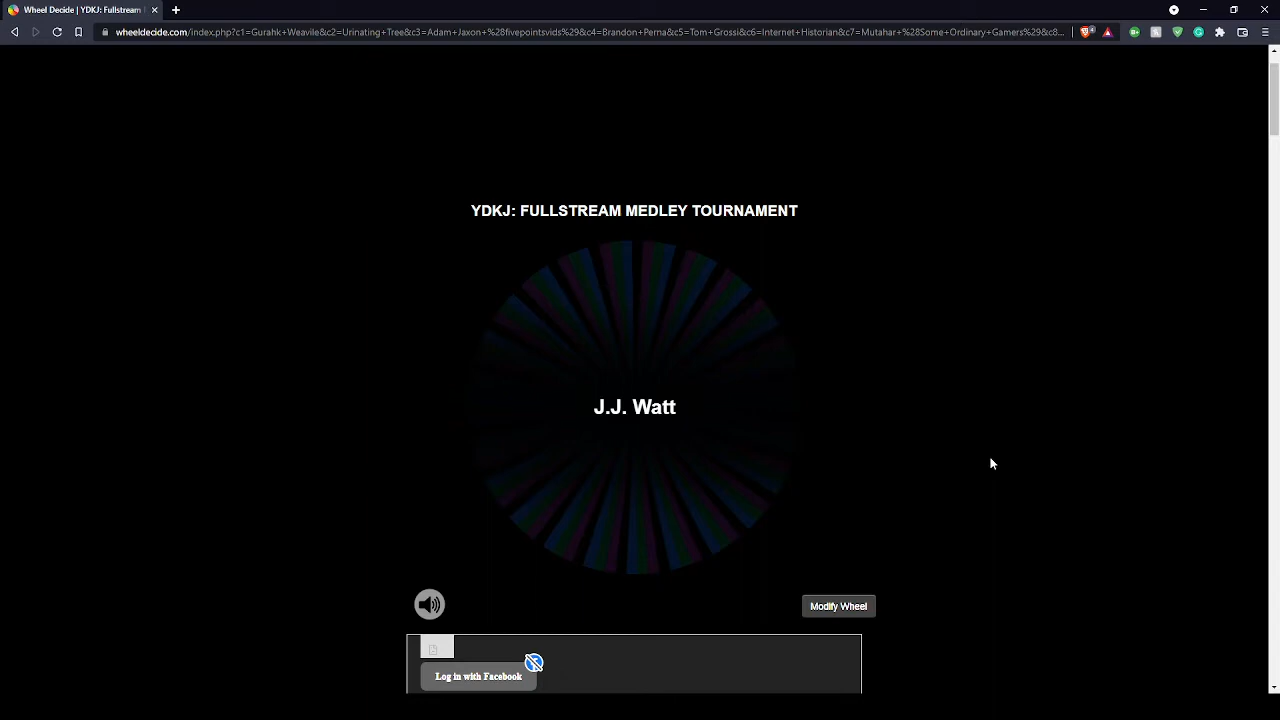 Wheel Decide | YDKJ: Fullstream
wheeldecide.com/index.php?c1=Gurahk+Weavile&c2=UrinatingTree&c3=Adam+Jaxon+%28fivepointsvids%29&c4=Brandon+Perna&c5=Tom+Grossi&c6=Internet+Historian&c7=Mutahar+%28Some+Ordinary+Gamers%29&c8...
YDKJ: FULLSTREAM MEDLEY TOURNAMENT
J.J. Watt
Modify Wheel
Log in with Facebook